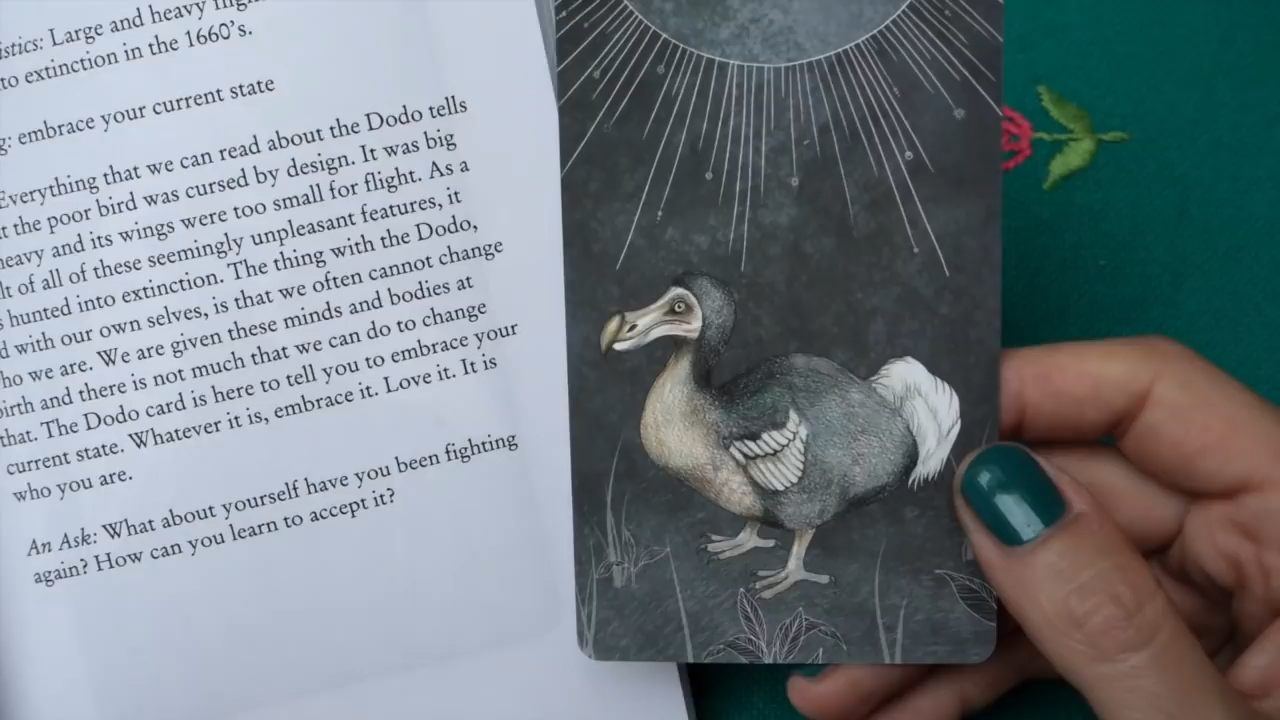 istics: Large and heavy flig
to extinction in the 1660's.
g: embrace your current state
Everything that we can read about the Dodo tells
t the poor bird was cursed by design. It was big
heavy and its wings were too small for flight. As a
lt of all of these seemingly unpleasant features, it
s hunted into extinction. The thing with the Dodo,
d with our own selves, is that we often cannot change
ho we are. We are given these minds and bodies at
birth and there is not much that we can do to change
that. The Dodo card is here to tell you to embrace your
current state. Whatever it is, embrace it. Love it. It is
who you are.
An Ask: What about yourself have you been fighting
again? How can you learn to accept it?